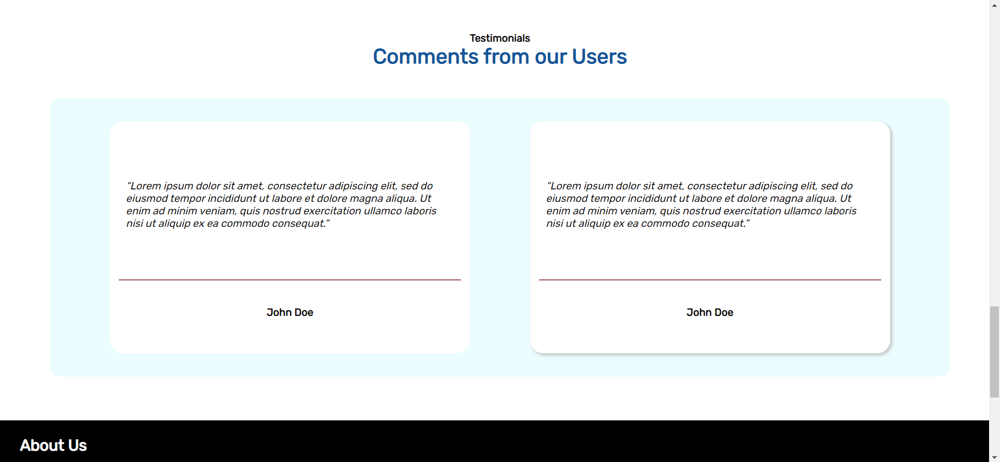 Testimonials
Comments from our Users
“Lorem ipsum dolor sit amet, consectetur adipiscing elit, sed do
eiusmod tempor incididunt ut labore et dolore magna aliqua. Ut
enim ad minim veniam, quis nostrud exercitation ullamco laboris
nisi ut aliquip ex ea commodo consequat.”
John Doe
“Lorem ipsum dolor sit amet, consectetur adipiscing elit, sed do
eiusmod tempor incididunt ut labore et dolore magna aliqua. Ut
enim ad minim veniam, quis nostrud exercitation ullamco laboris
nisi ut aliquip ex ea commodo consequat.”
John Doe
About Us